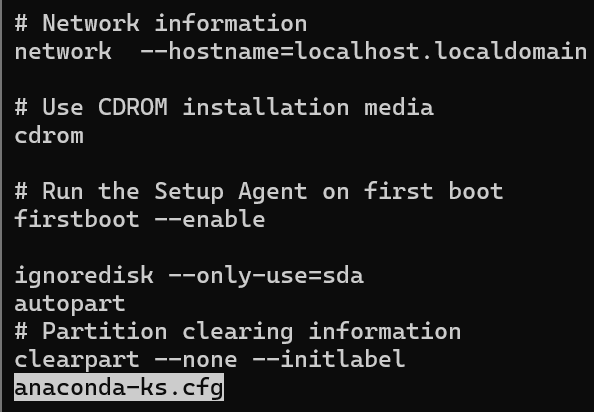 # Network information
network  --hostname=localhost.localdomain

# Use CDROM installation media
cdrom

# Run the Setup Agent on first boot
firstboot --enable

ignoredisk --only-use=sda
autopart
# Partition clearing information
clearpart --none --initlabel
anaconda-ks.cfg